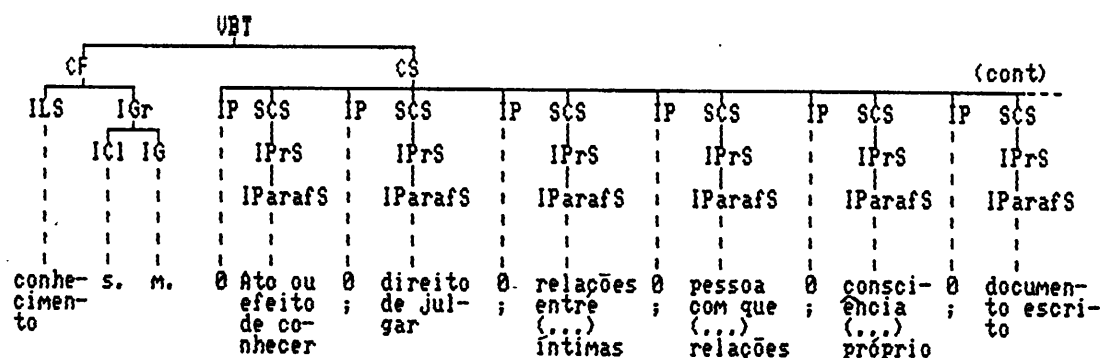 VBT
CF CS (cont)
ILS IGr IP SCS IP SCS IP SCS IP SCS IP SCS IP SCS
ICl IG IPrS IPrS IPrS IPrS IPrS IPrS
IParafS IParafS IParafS IParafS IParafS IParafS
conhe- s. m. 0 Ato ou 0 direito 0 relações 0 pessoa 0 consci- 0 documen-
cimen- efeito ; de jul- ; entre ; com que ; ência ; to escri-
to de co- gar (...) (...) (...) to
nhecer íntimas relações próprio